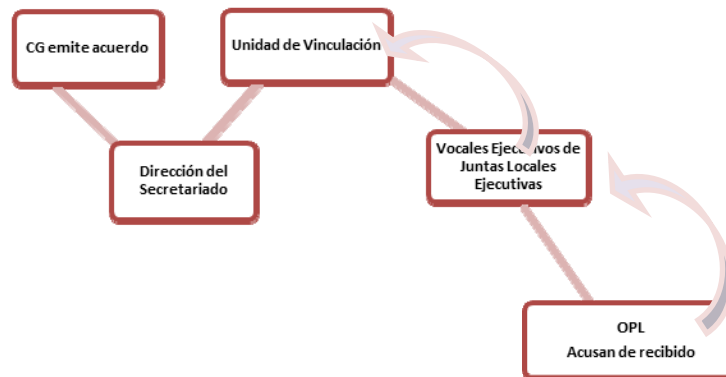 CG emite acuerdo
Unidad de Vinculación
Dirección del
Secretariado
Vocales Ejecutivos de
Juntas Locales
Ejecutivas
OPL
Acusan de recibido